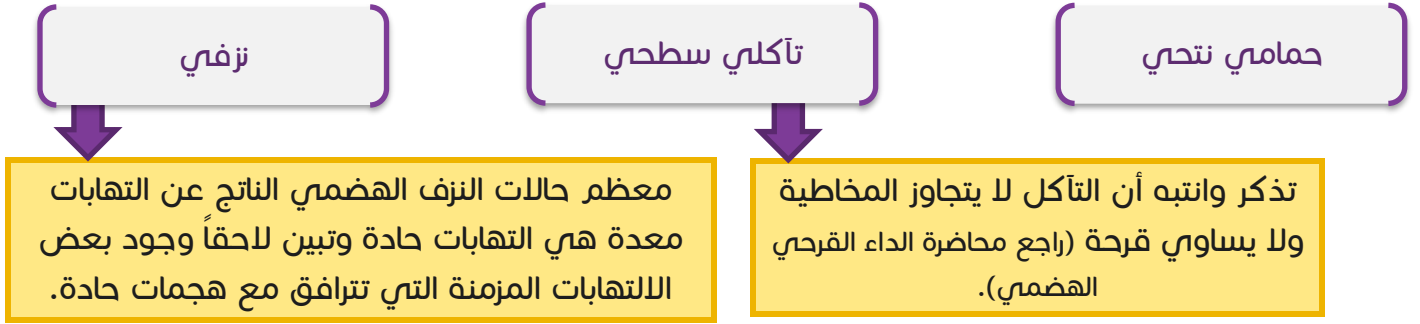 حمامي نتحي
تآكلي سطحي
نزفي
تذكر وانتبه أن التآكل لا يتجاوز المخاطية
ولا يساوي قرحة (راجع محاضرة الداء القرحي
الهضمي).
معظم حالات النزف الهضمي الناتج عن التهابات
معدة هي التهابات حادة وتبين لاحقاً وجود بعض
الالتهابات المزمنة التي تترافق مع هجمات حادة.